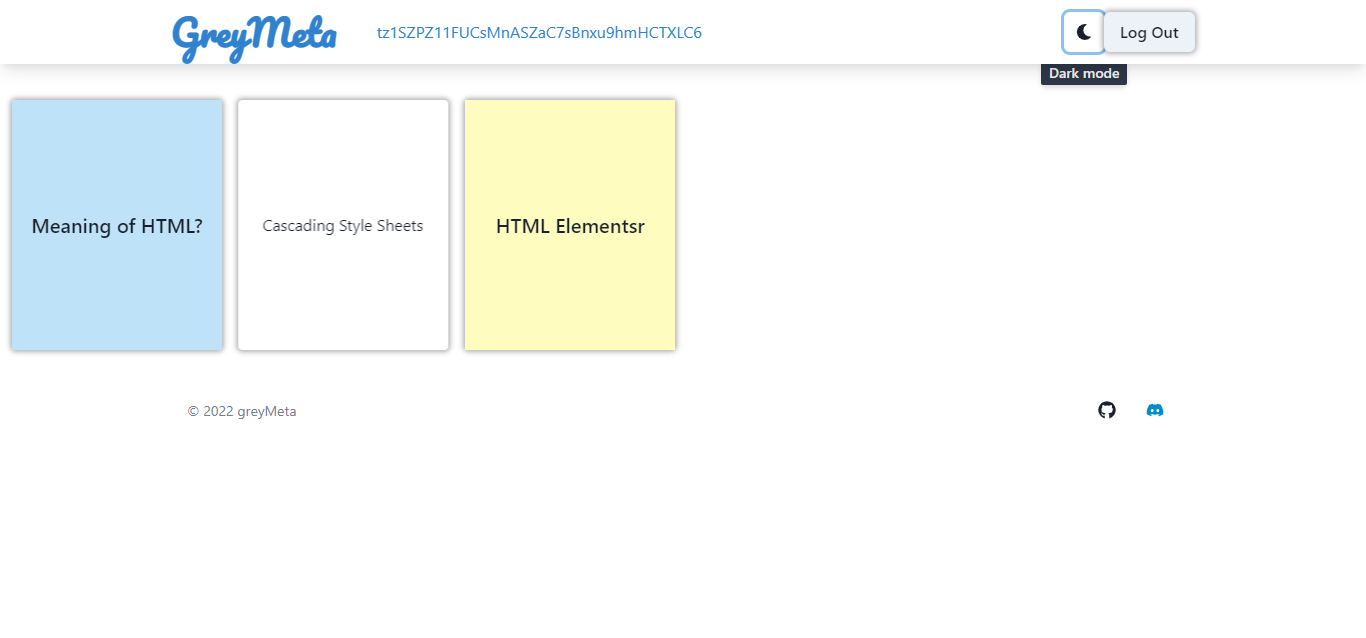 GreyMeta
tz1SZPZ11FUCsMnASZaC7sBnxu9hmHCTXLC6
Log Out
Dark mode
Meaning of HTML?
Cascading Style Sheets
HTML Elementsr
© 2022 greyMeta